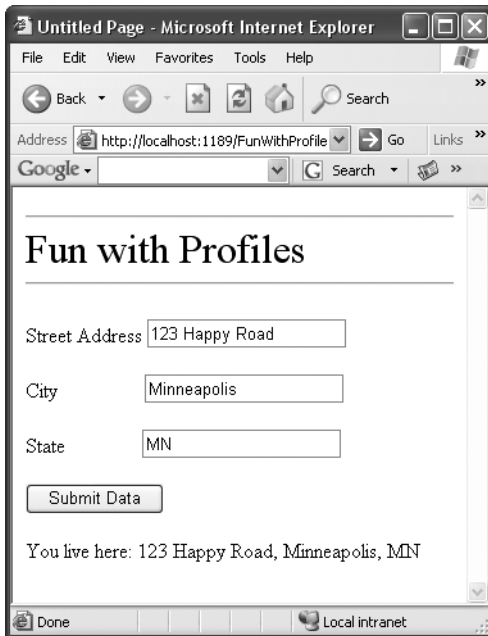 Untitled Page - Microsoft Internet Explorer
File Edit View Favorites Tools Help
Back Search »
Address http://localhost:1189/FunWithProfile Go Links »
Google - G Search »
Fun with Profiles
Street Address 123 Happy Road
City Minneapolis
State MN
Submit Data
You live here: 123 Happy Road, Minneapolis, MN
Done Local intranet